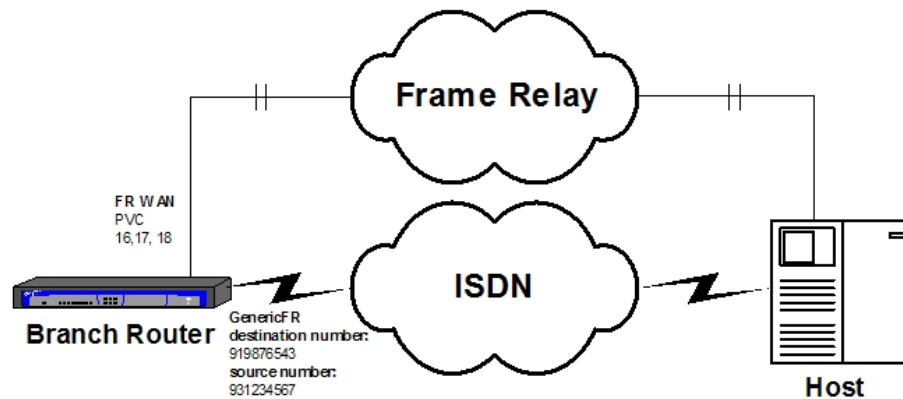 Frame Relay
FR WAN
PVC
16,17, 18
ISDN
Branch Router
GenericFR
destination number:
919876543
source number:
931234567
Host